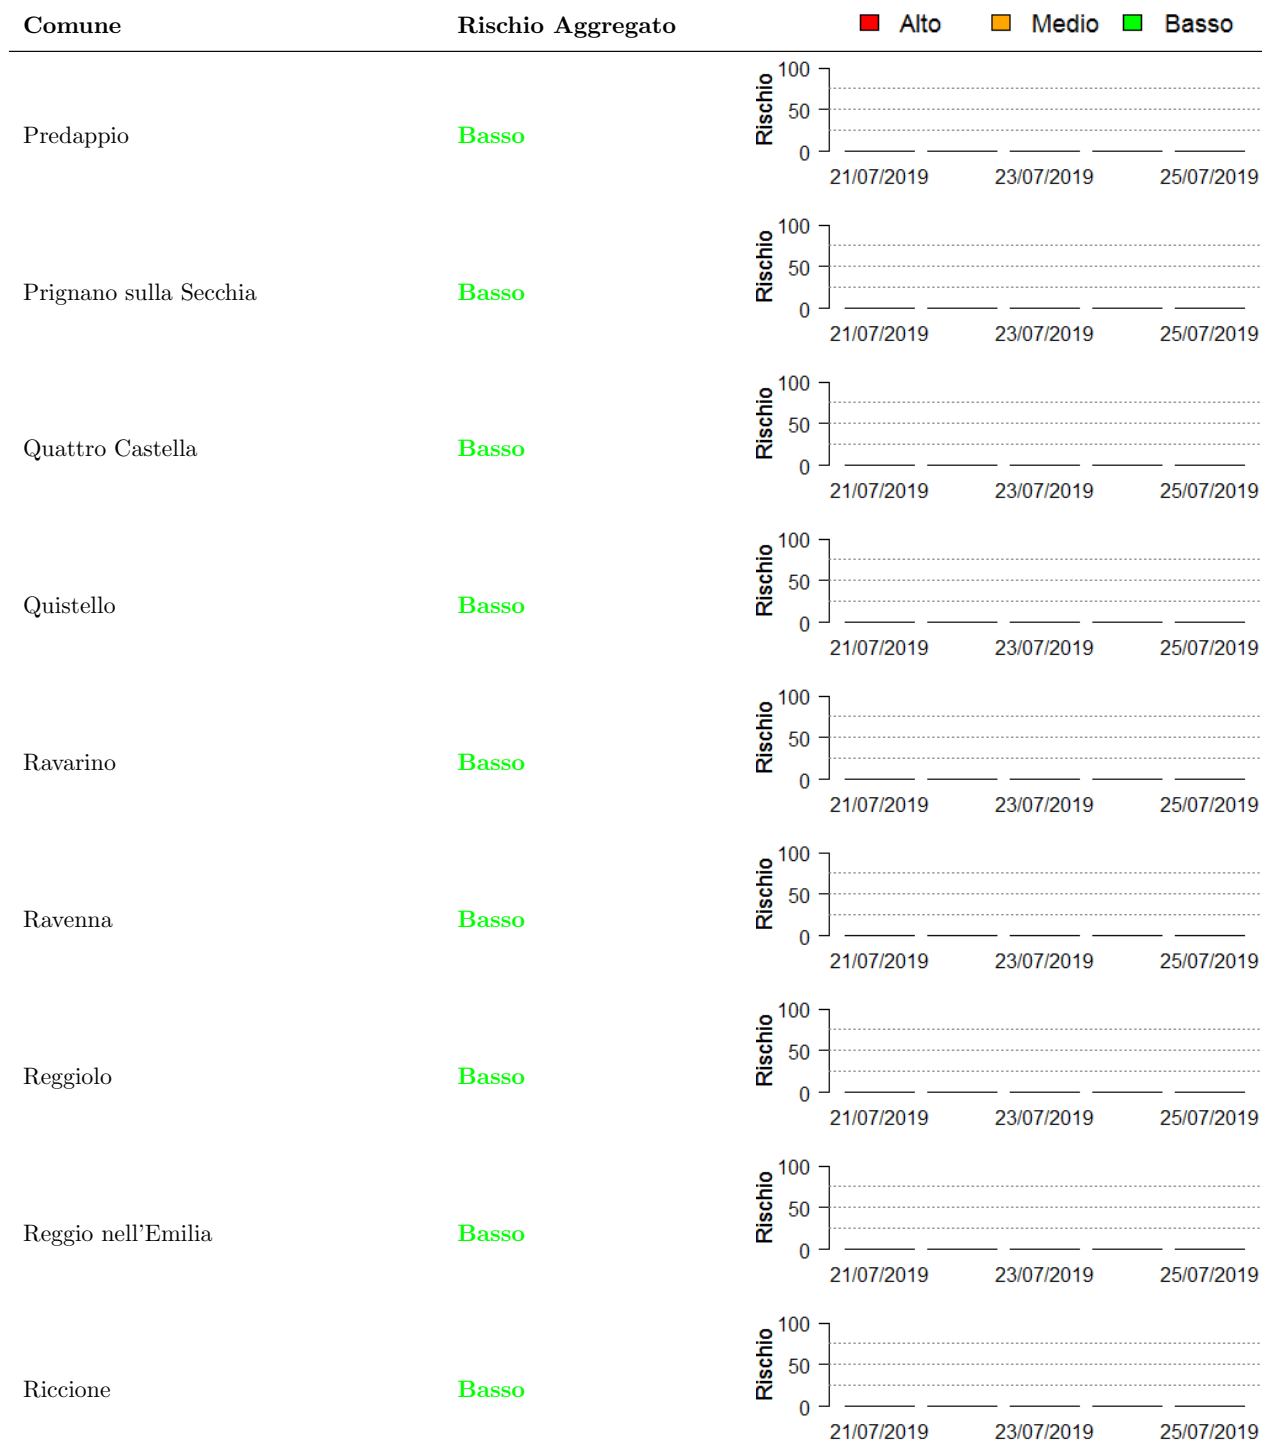 Comune Rischio Aggregato Alto Medio Basso
100
Rischio
50
Predappio Basso
0
21/07/2019 23/07/2019 25/07/2019
100
Rischio
50
Prignano sulla Secchia Basso
0
21/07/2019 23/07/2019 25/07/2019
100
Rischio
50
Quattro Castella Basso
0
21/07/2019 23/07/2019 25/07/2019
100
Rischio
50
Quistello Basso
0
21/07/2019 23/07/2019 25/07/2019
100
Rischio
50
Ravarino Basso
0
21/07/2019 23/07/2019 25/07/2019
100
Rischio
50
Ravenna Basso
0
21/07/2019 23/07/2019 25/07/2019
100
Rischio
50
Reggiolo Basso
0
21/07/2019 23/07/2019 25/07/2019
100
Rischio
50
Reggio nell'Emilia Basso
0
21/07/2019 23/07/2019 25/07/2019
100
Rischio
50
Riccione Basso
0
21/07/2019 23/07/2019 25/07/2019